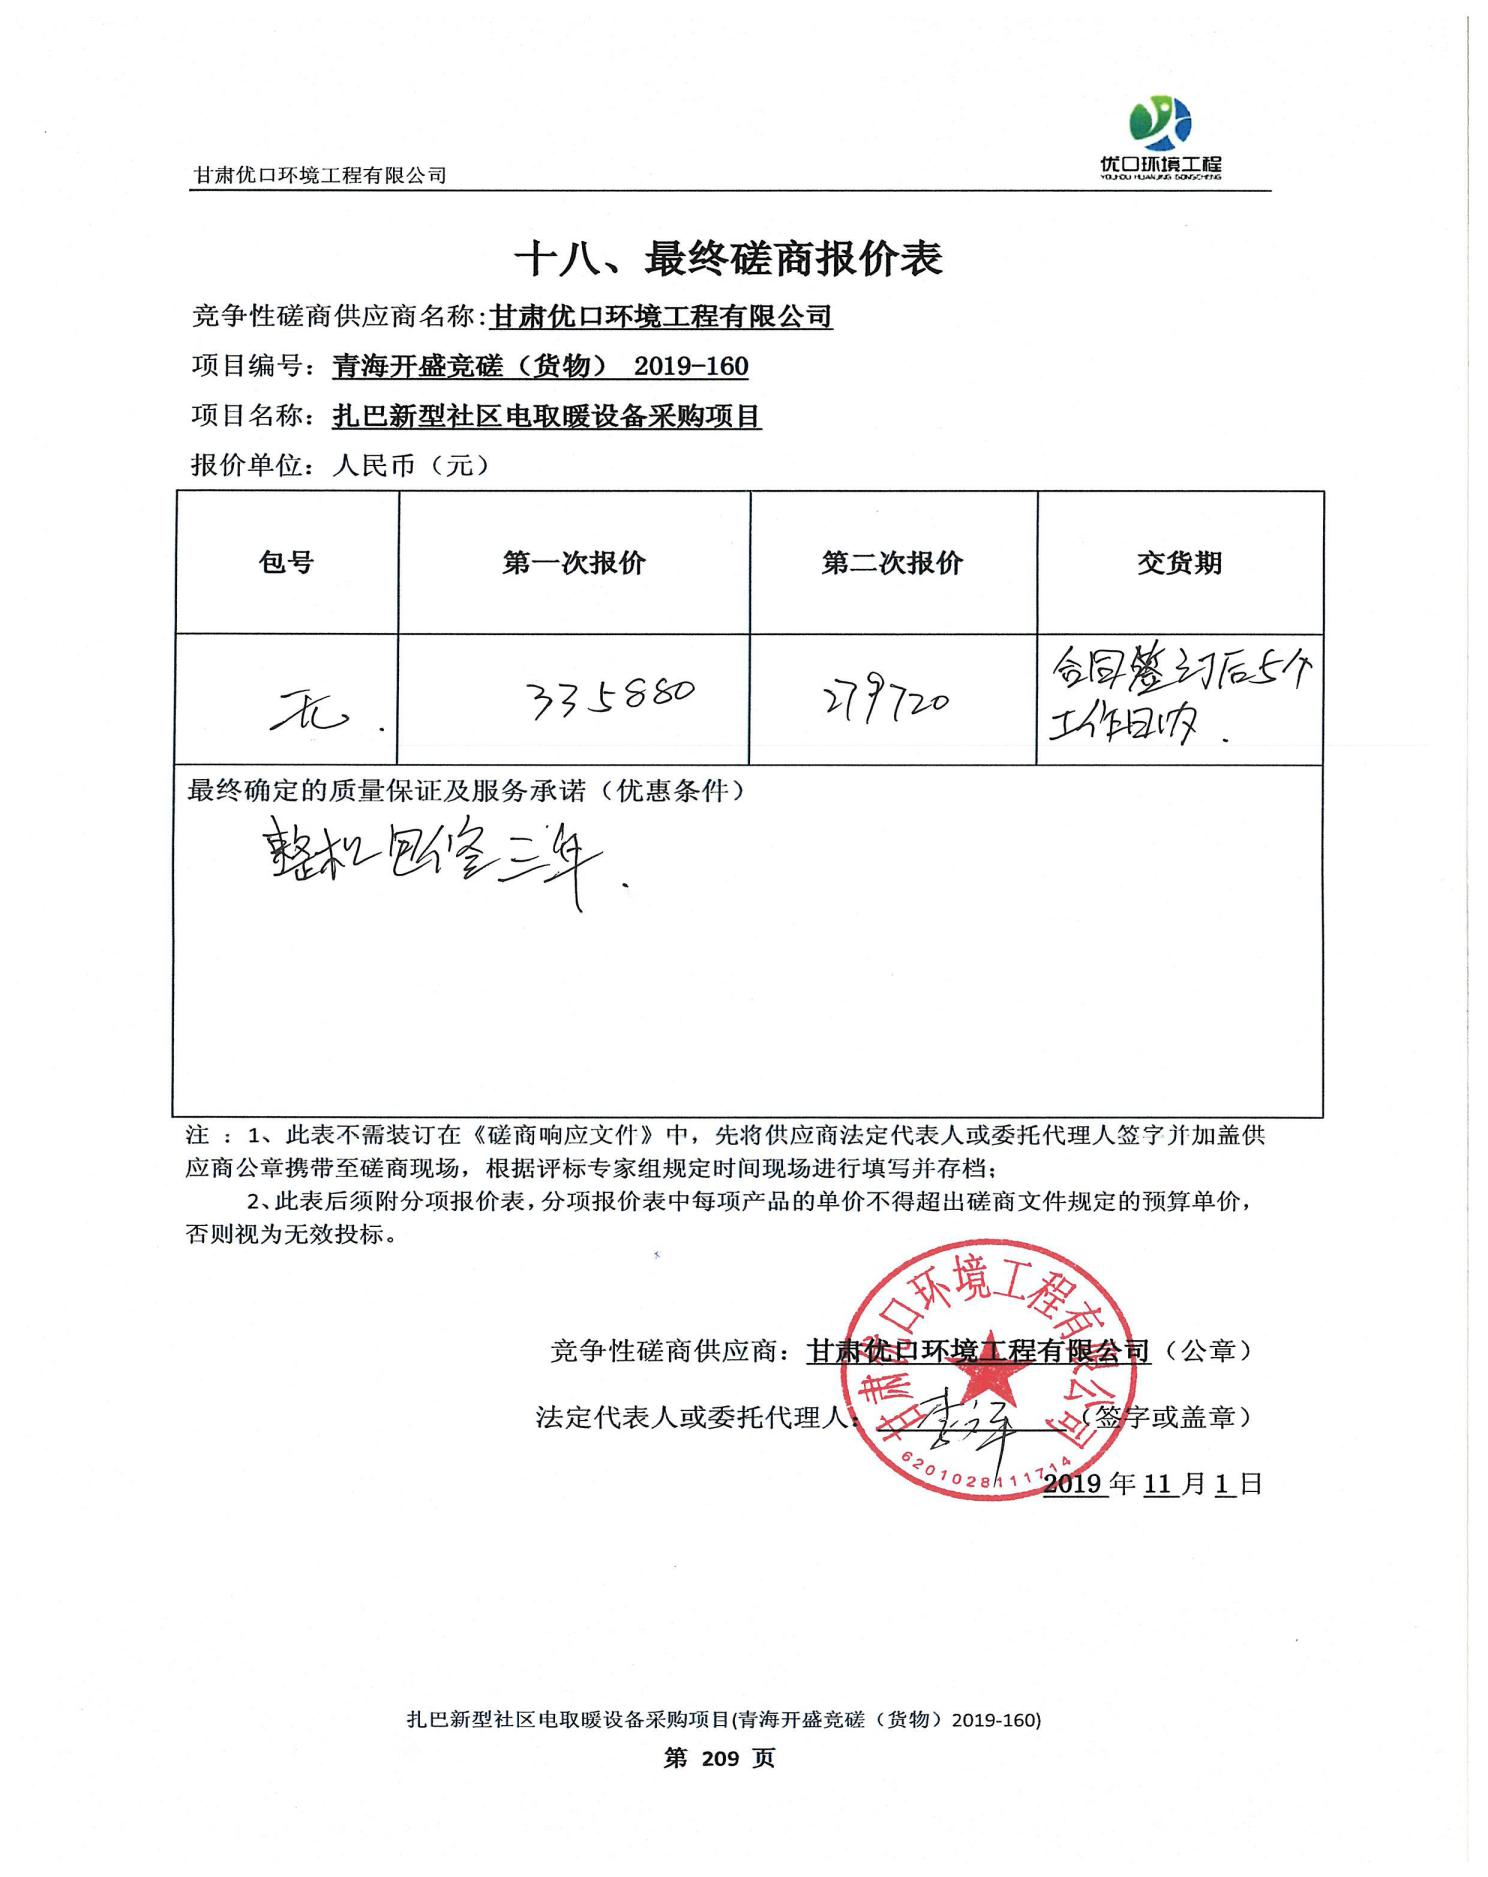 优口环境工程
YOUKOU HUANJING GONGCHENG
甘肃优口环境工程有限公司
十八、最终磋商报价表
竞争性磋商供应商名称:甘肃优口环境工程有限公司
项目编号：青海开盛竞磋（货物） 2019-160
项目名称：扎巴新型社区电取暖设备采购项目
报价单位：人民币（元）
包号 第一次报价 第二次报价 交货期
无. 335880 279720 合同签订后5个
工作日内.
最终确定的质量保证及服务承诺（优惠条件）
整机包修三年.
注 ：1、此表不需装订在《磋商响应文件》中，先将供应商法定代表人或委托代理人签字并加盖供
应商公章携带至磋商现场，根据评标专家组规定时间现场进行填写并存档；
2、此表后须附分项报价表，分项报价表中每项产品的单价不得超出磋商文件规定的预算单价，
否则视为无效投标。
竞争性磋商供应商：甘肃优口环境工程有限公司（公章）
法定代表人或委托代理人： （签字或盖章）
2019 年 11 月 1 日
甘肃优口环境工程有限公司
6201028111714
扎巴新型社区电取暖设备采购项目(青海开盛竞磋（货物）2019-160)
第 209 页